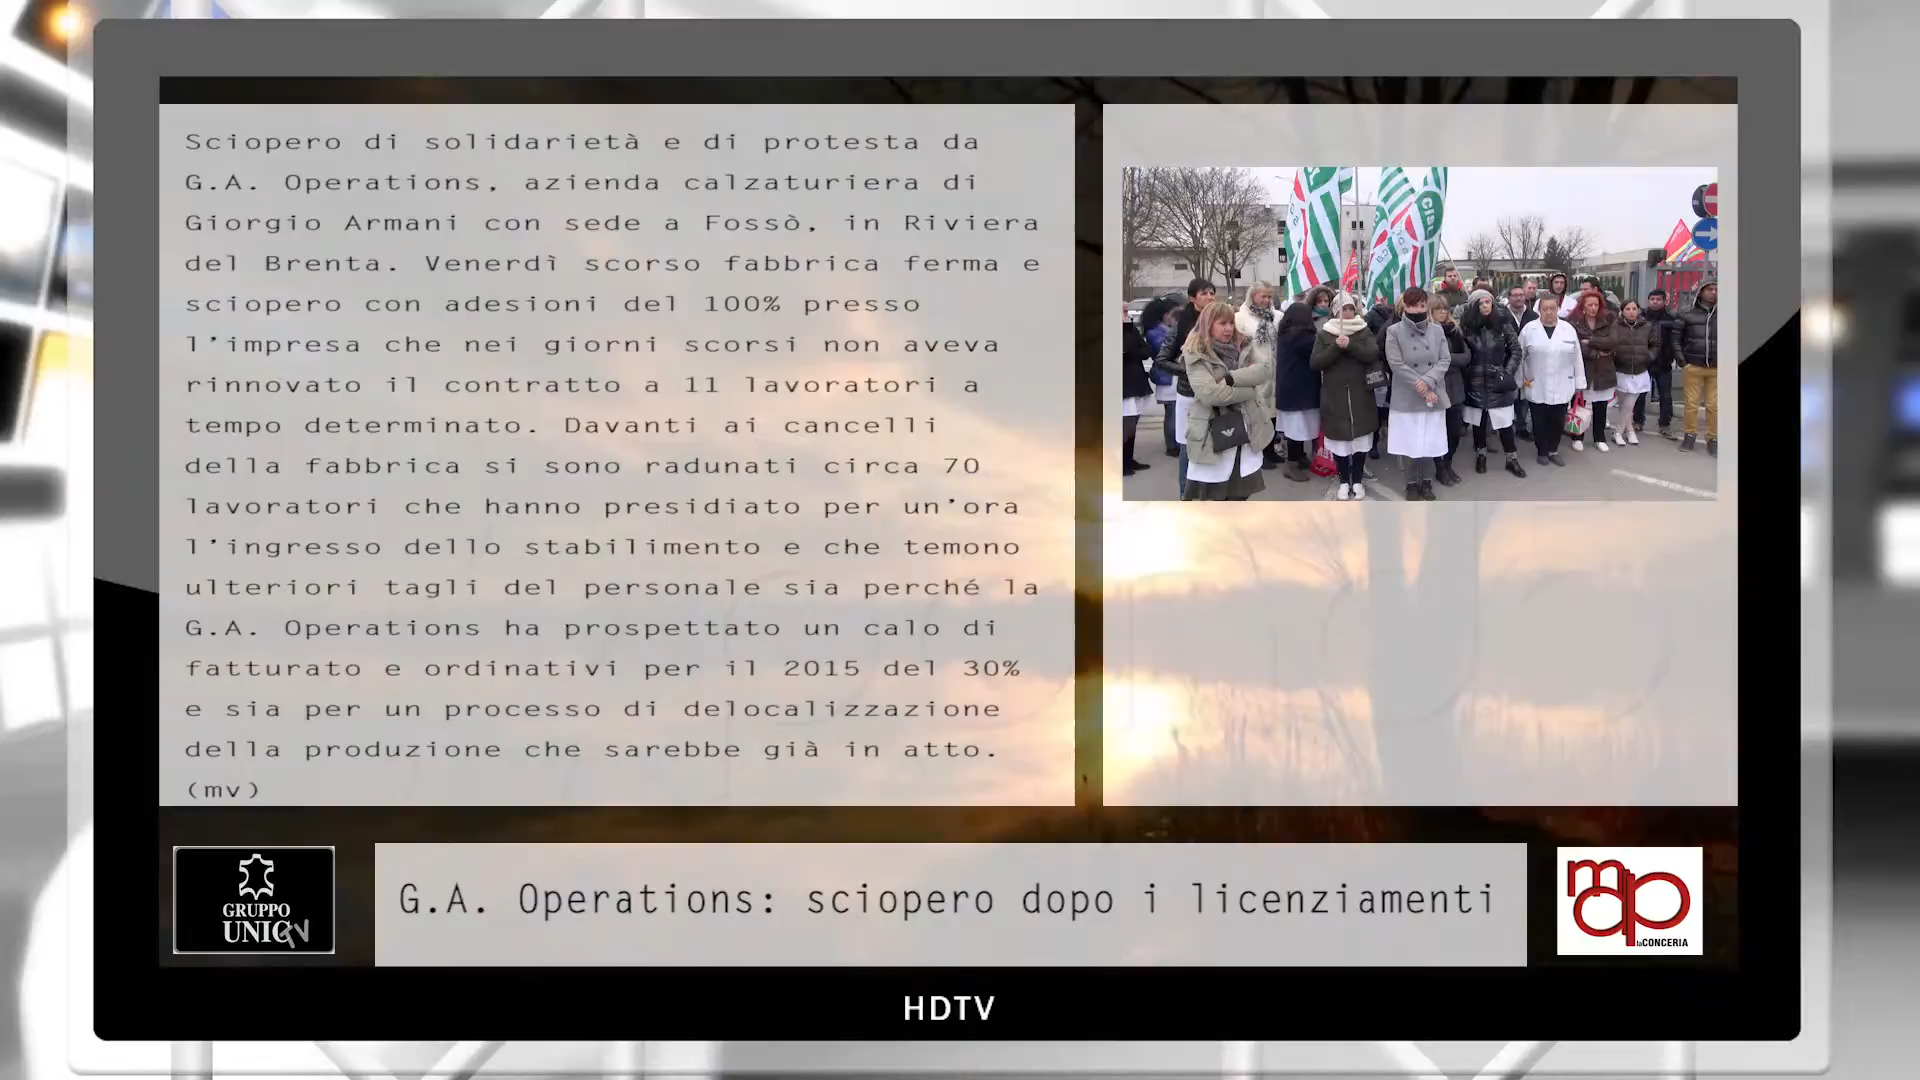 Sciopero di solidarietà e di protesta da
G.A. Operations, azienda calzaturiera di
Giorgio Armani con sede a Fossò, in Riviera
del Brenta. Venerdì scorso fabbrica ferma e
sciopero con adesioni del 100% presso
l'impresa che nei giorni scorsi non aveva
rinnovato il contratto a 11 lavoratori a
tempo determinato. Davanti ai cancelli
della fabbrica si sono radunati circa 70
lavoratori che hanno presidiato per un'ora
l'ingresso dello stabilimento e che temono
ulteriori tagli del personale sia perché la
G.A. Operations ha prospettato un calo di
fatturato e ordinativi per il 2015 del 30%
e sia per un processo di delocalizzazione
della produzione che sarebbe già in atto.
(mv)
cisl
GRUPPO
UNIC TV
G.A. Operations: sciopero dopo i licenziamenti
mdp
laCONCERIA
HDTV